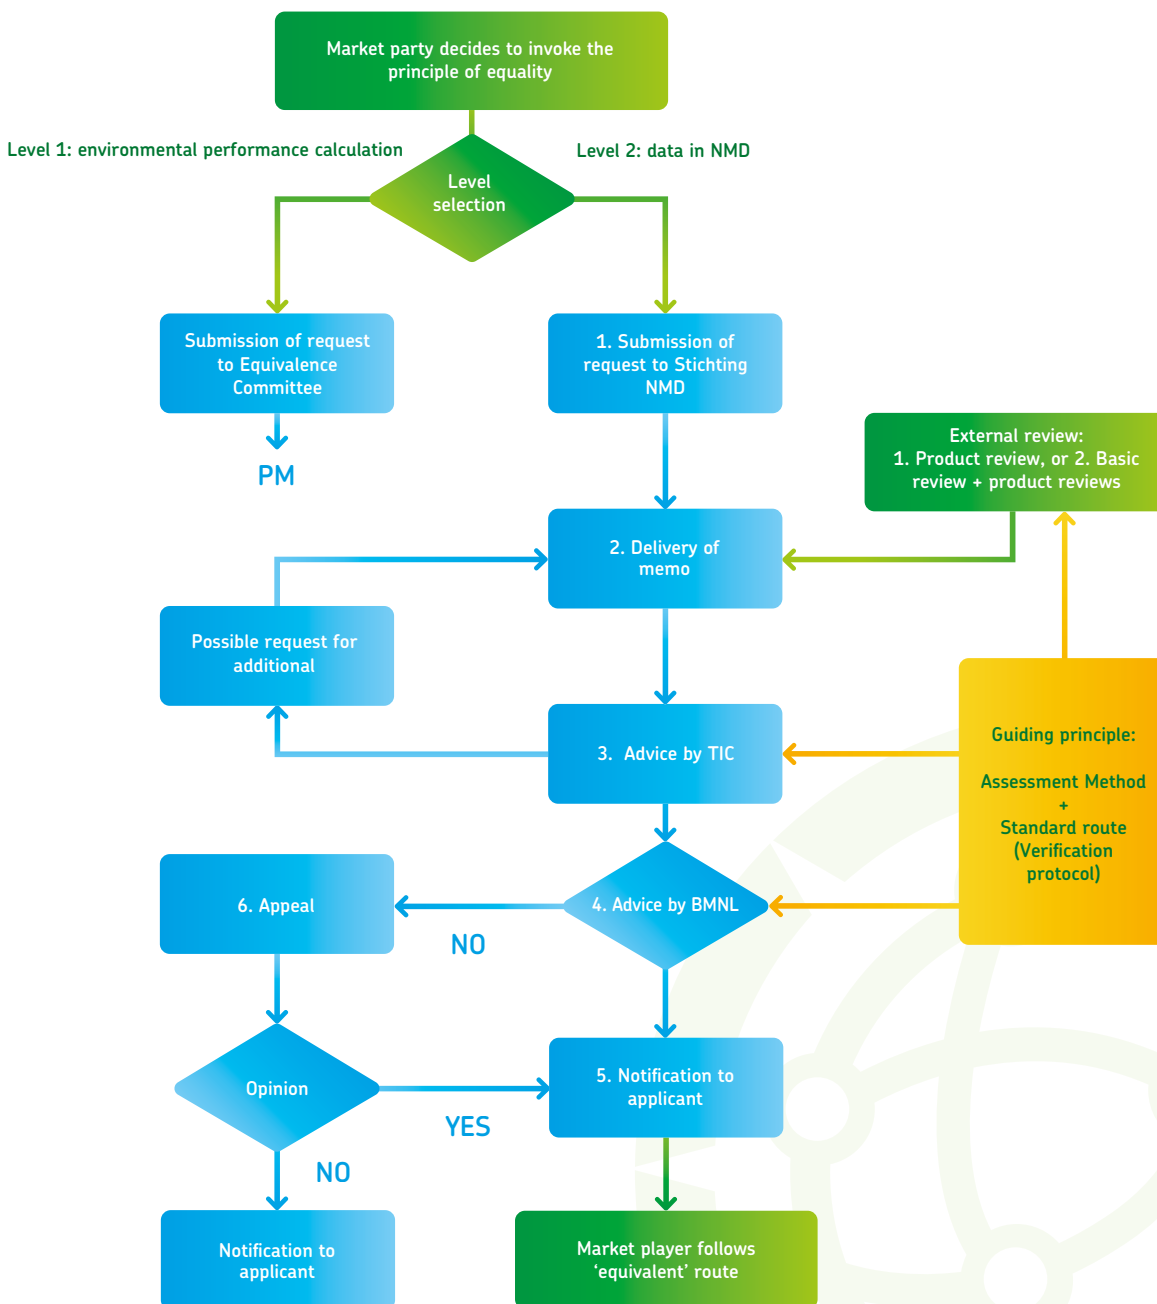 Market party decides to invoke the
principle of equality
Level 1: environmental performance calculation
Level 2: data in NMD
Level
selection
Submission of request
to Equivalence
Committee
1. Submission of
request to Stichting
NMD
PM
External review:
1. Product review, or 2. Basic
review + product reviews
2. Delivery of
memo
Possible request for
additional
3. Advice by TIC
Guiding principle:
Assessment Method
+
Standard route
(Verification
protocol)
6. Appeal
4. Advice by BMNL
NO
Opinion
5. Notification to
applicant
YES
NO
Notification to
applicant
Market player follows
‘equivalent’ route